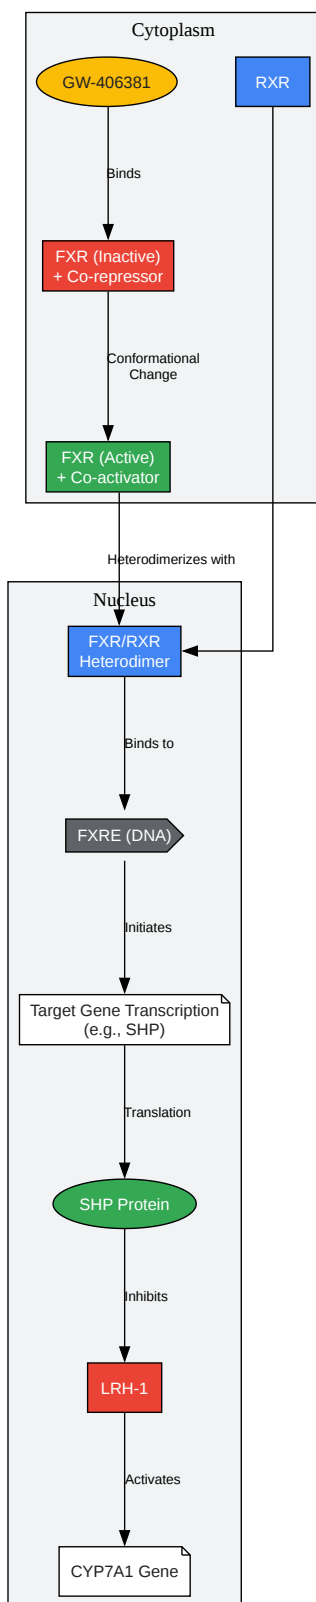 Cytoplasm
GW-406381
RXR
Binds
FXR (Inactive)
+ Co-repressor
Conformational
Change
FXR (Active)
+ Co-activator
Heterodimerizes with
Nucleus
FXR/RXR
Heterodimer
Binds to
FXRE (DNA)
Initiates
Target Gene Transcription
(e.g., SHP)
Translation
SHP Protein
Inhibits
LRH-1
Activates
CYP7A1 Gene